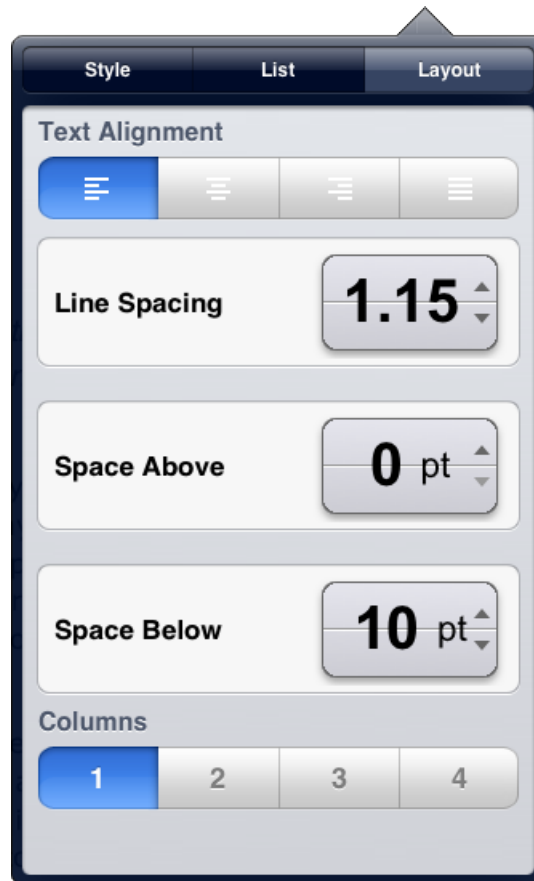 Style List Layout
Text Alignment
Line Spacing 1.15
Space Above 0 pt
Space Below 10 pt
Columns
1 2 3 4